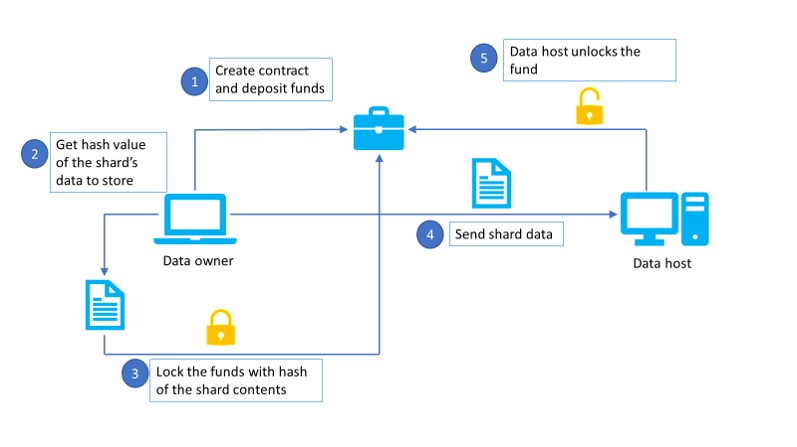 1
Create contract
and deposit funds
5
Data host unlocks the
fund
2
Get hash value
of the shard's
data to store
4
Send shard data
Data owner
Data host
3
Lock the funds with hash
of the shard contents